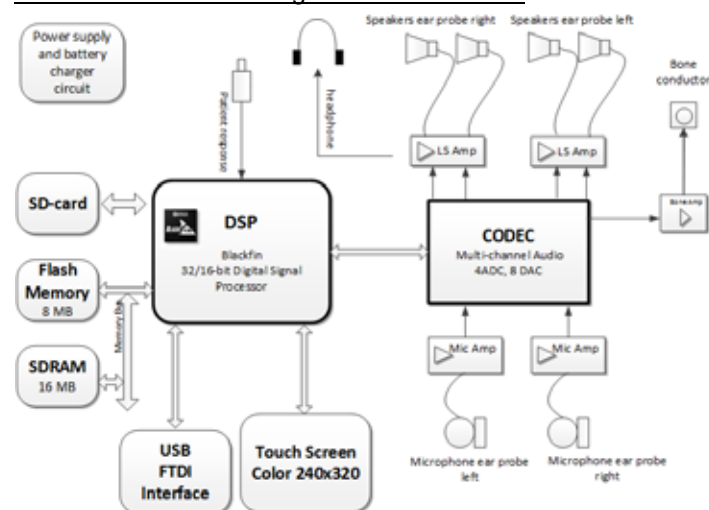 Power supply
and battery
charger
circuit
Patient response
headphone
Speakers ear probe right
Speakers ear probe left
Bone
conductor
LS Amp
LS Amp
Bone Amp
SD-card
DSP
Blackfin
32/16-bit Digital Signal
Processor
CODEC
Multi-channel Audio
4ADC, 8 DAC
Flash
Memory
8 MB
SDRAM
16 MB
Mic Amp
Mic Amp
USB
FTDI
Interface
Touch Screen
Color 240x320
Microphone ear probe
left
Microphone ear probe
right